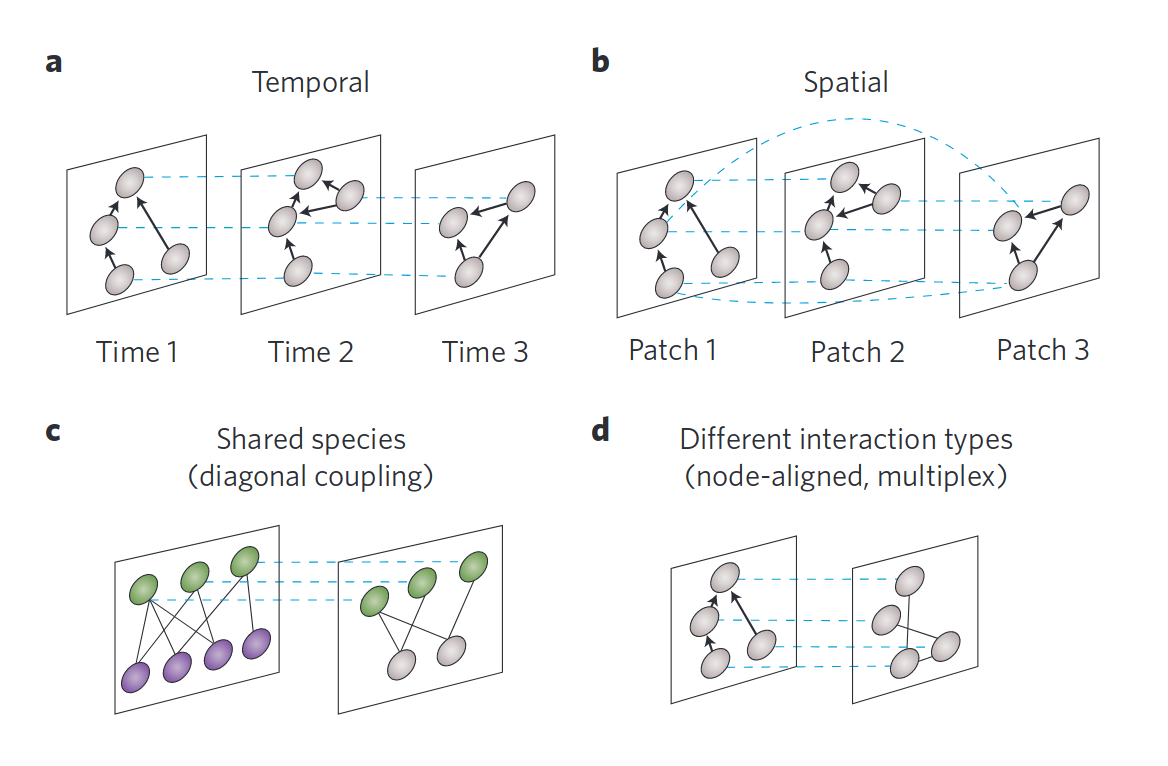 a
Temporal
Time 1
Time 2
Time 3
b
Spatial
Patch 1
Patch 2
Patch 3
c
Shared species
(diagonal coupling)
d
Different interaction types
(node-aligned, multiplex)